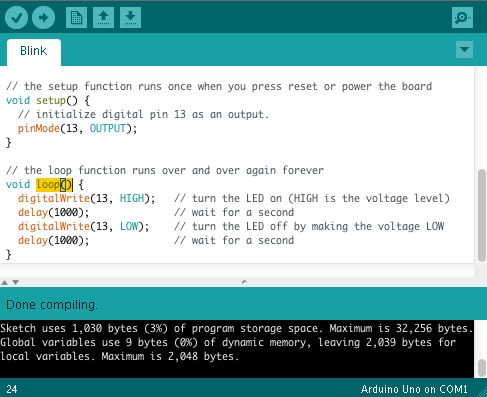 Blink
// the setup function runs once when you press reset or power the board
void setup() {
  // initialize digital pin 13 as an output.
  pinMode(13, OUTPUT);
}
// the loop function runs over and over again forever
void loop() {
  digitalWrite(13, HIGH);   // turn the LED on (HIGH is the voltage level)
  delay(1000);              // wait for a second
  digitalWrite(13, LOW);    // turn the LED off by making the voltage LOW
  delay(1000);              // wait for a second
}
Done compiling.
Sketch uses 1,030 bytes (3%) of program storage space. Maximum is 32,256 bytes.
Global variables use 9 bytes (0%) of dynamic memory, leaving 2,039 bytes for
local variables. Maximum is 2,048 bytes.
24 Arduino Uno on COM1